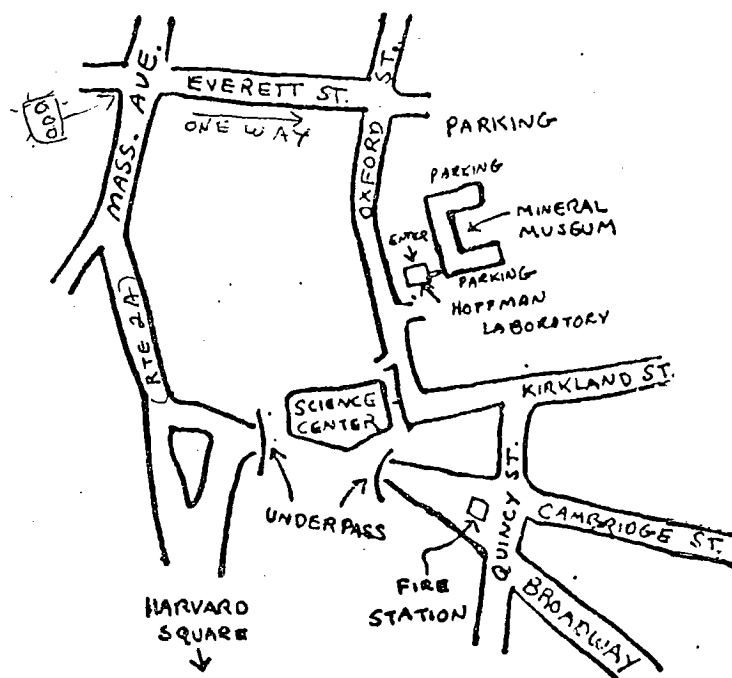 MASS. AVE.
EVERETT ST.
ONE WAY
OXFORD ST.
PARKING
PARKING
MINERAL
MUSEUM
ENTER
PARKING
HOFFMAN
LABORATORY
(RTE 2A)
KIRKLAND ST.
SCIENCE
CENTER
UNDERPASS
QUINCY ST.
CAMBRIDGE ST.
FIRE
STATION
BROADWAY
HARVARD
SQUARE